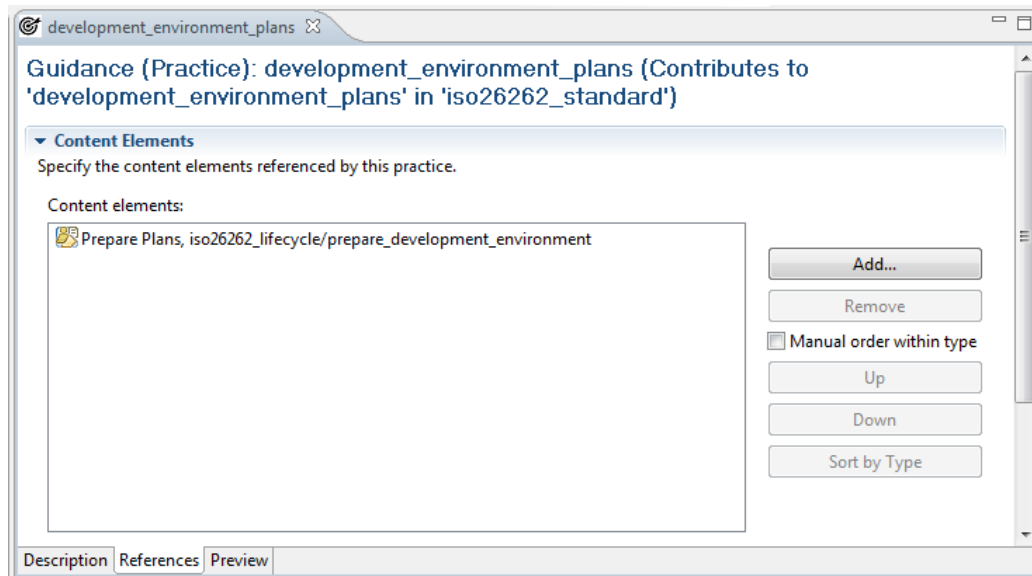 development_environment_plans
Guidance (Practice): development_environment_plans (Contributes to
'development_environment_plans' in 'iso26262_standard')
Content Elements
Specify the content elements referenced by this practice.
Content elements:
Prepare Plans, iso26262_lifecycle/prepare_development_environment
Add...
Remove
Manual order within type
Up
Down
Sort by Type
Description References Preview